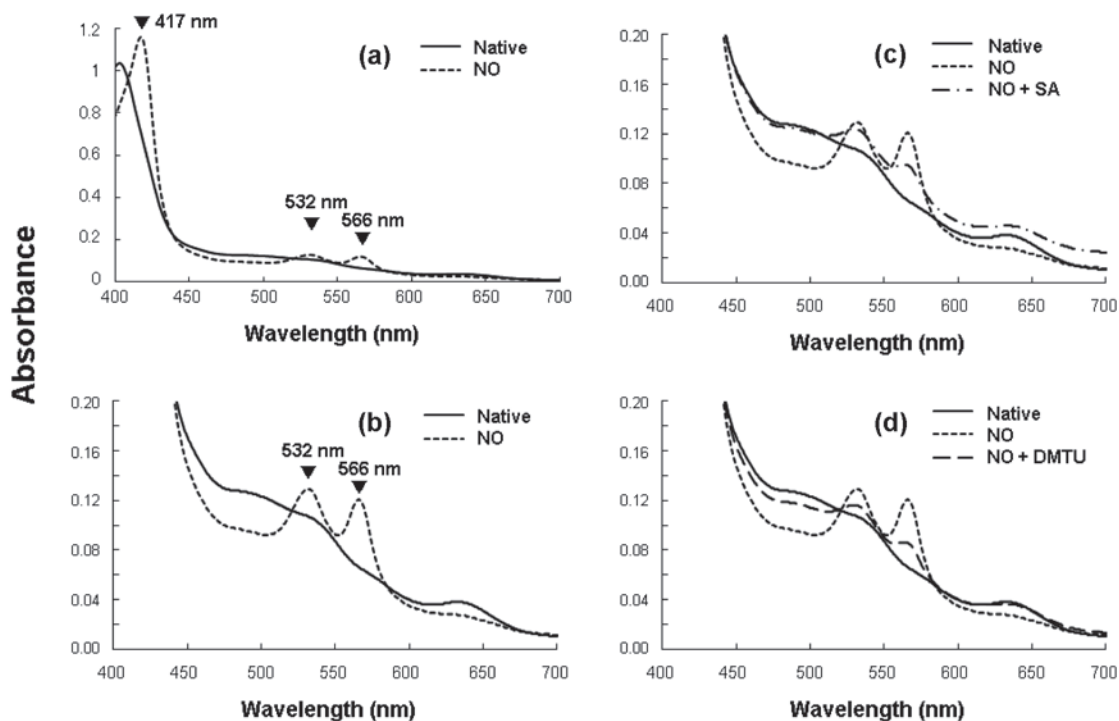 Absorbance
417 nm
(a)
Native
NO
532 nm
566 nm
1.2
1
0.8
0.6
0.4
0.2
0
400 450 500 550 600 650 700
Wavelength (nm)
(c)
Native
NO
NO + SA
0.20
0.16
0.12
0.08
0.04
0.00
400 450 500 550 600 650 700
Wavelength (nm)
(b)
Native
NO
532 nm
566 nm
0.20
0.16
0.12
0.08
0.04
0.00
400 450 500 550 600 650 700
Wavelength (nm)
(d)
Native
NO
NO + DMTU
0.20
0.16
0.12
0.08
0.04
0.00
400 450 500 550 600 650 700
Wavelength (nm)